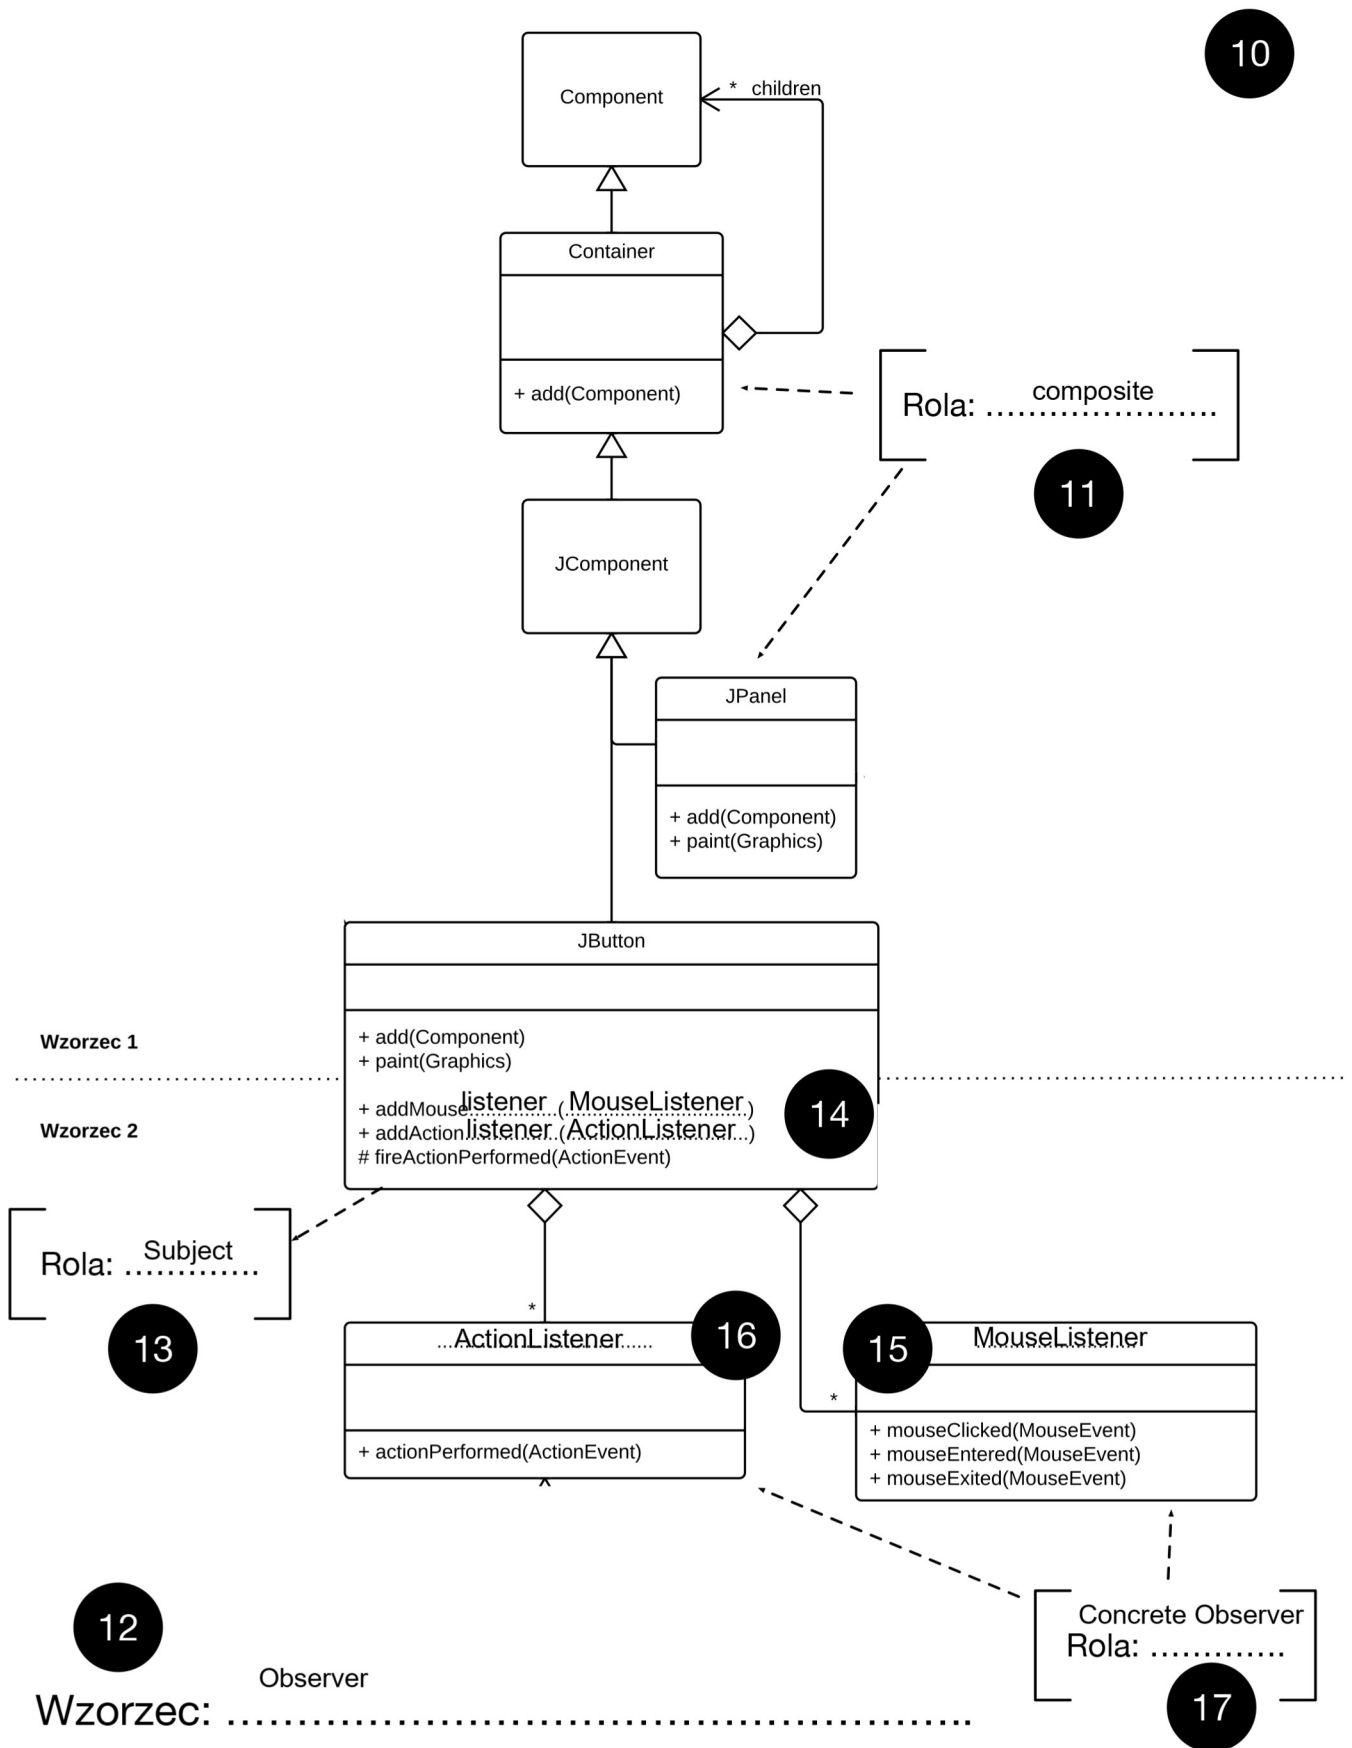 10
Component
* children
Container
+ add(Component)
composite
Rola: ......................
11
JComponent
JPanel
+ add(Component)
+ paint(Graphics)
JButton
Wzorzec 1
+ add(Component)
+ paint(Graphics)
Wzorzec 2
+ addMouselistener (MouseListener)
+ addActionlistener (ActionListener)
# fireActionPerformed(ActionEvent)
14
Subject
Rola: .............
13
*
ActionListener
16
+ actionPerformed(ActionEvent)
15
MouseListener
*
+ mouseClicked(MouseEvent)
+ mouseEntered(MouseEvent)
+ mouseExited(MouseEvent)
12
Observer
Wzorzec: ..........................................
Concrete Observer
Rola: .............
17